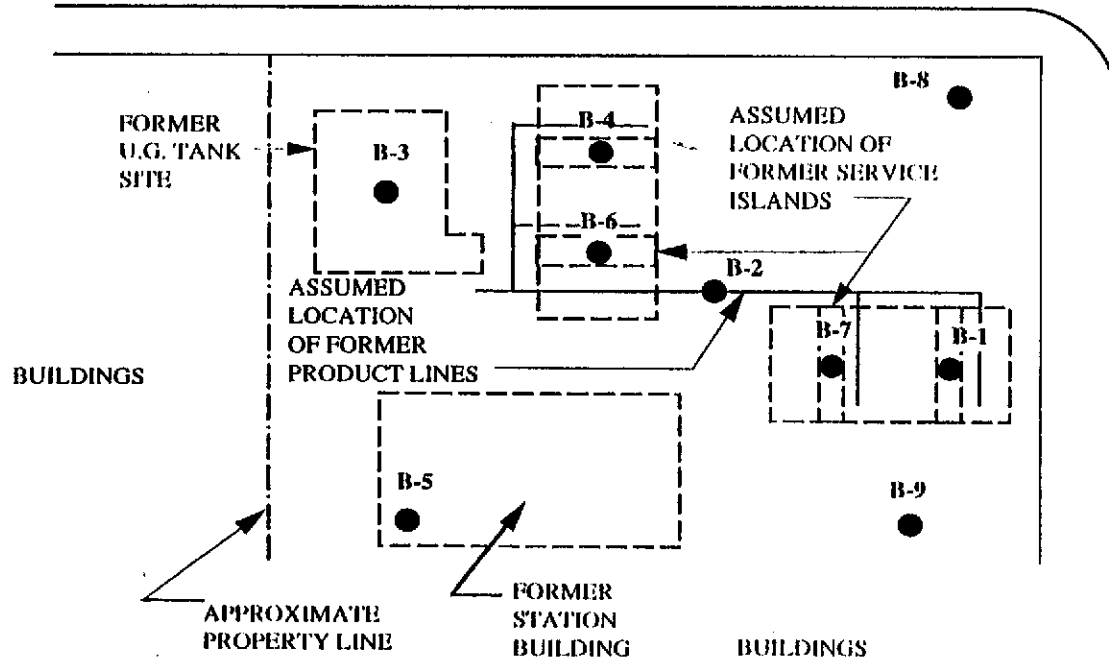 B-8
FORMER
U.G. TANK
SITE
B-3
B-4
ASSUMED
LOCATION OF
FORMER SERVICE
ISLANDS
B-6
B-2
ASSUMED
LOCATION
OF FORMER
PRODUCT LINES
B-7
B-1
BUILDINGS
B-5
B-9
APPROXIMATE
PROPERTY LINE
FORMER
STATION
BUILDING
BUILDINGS